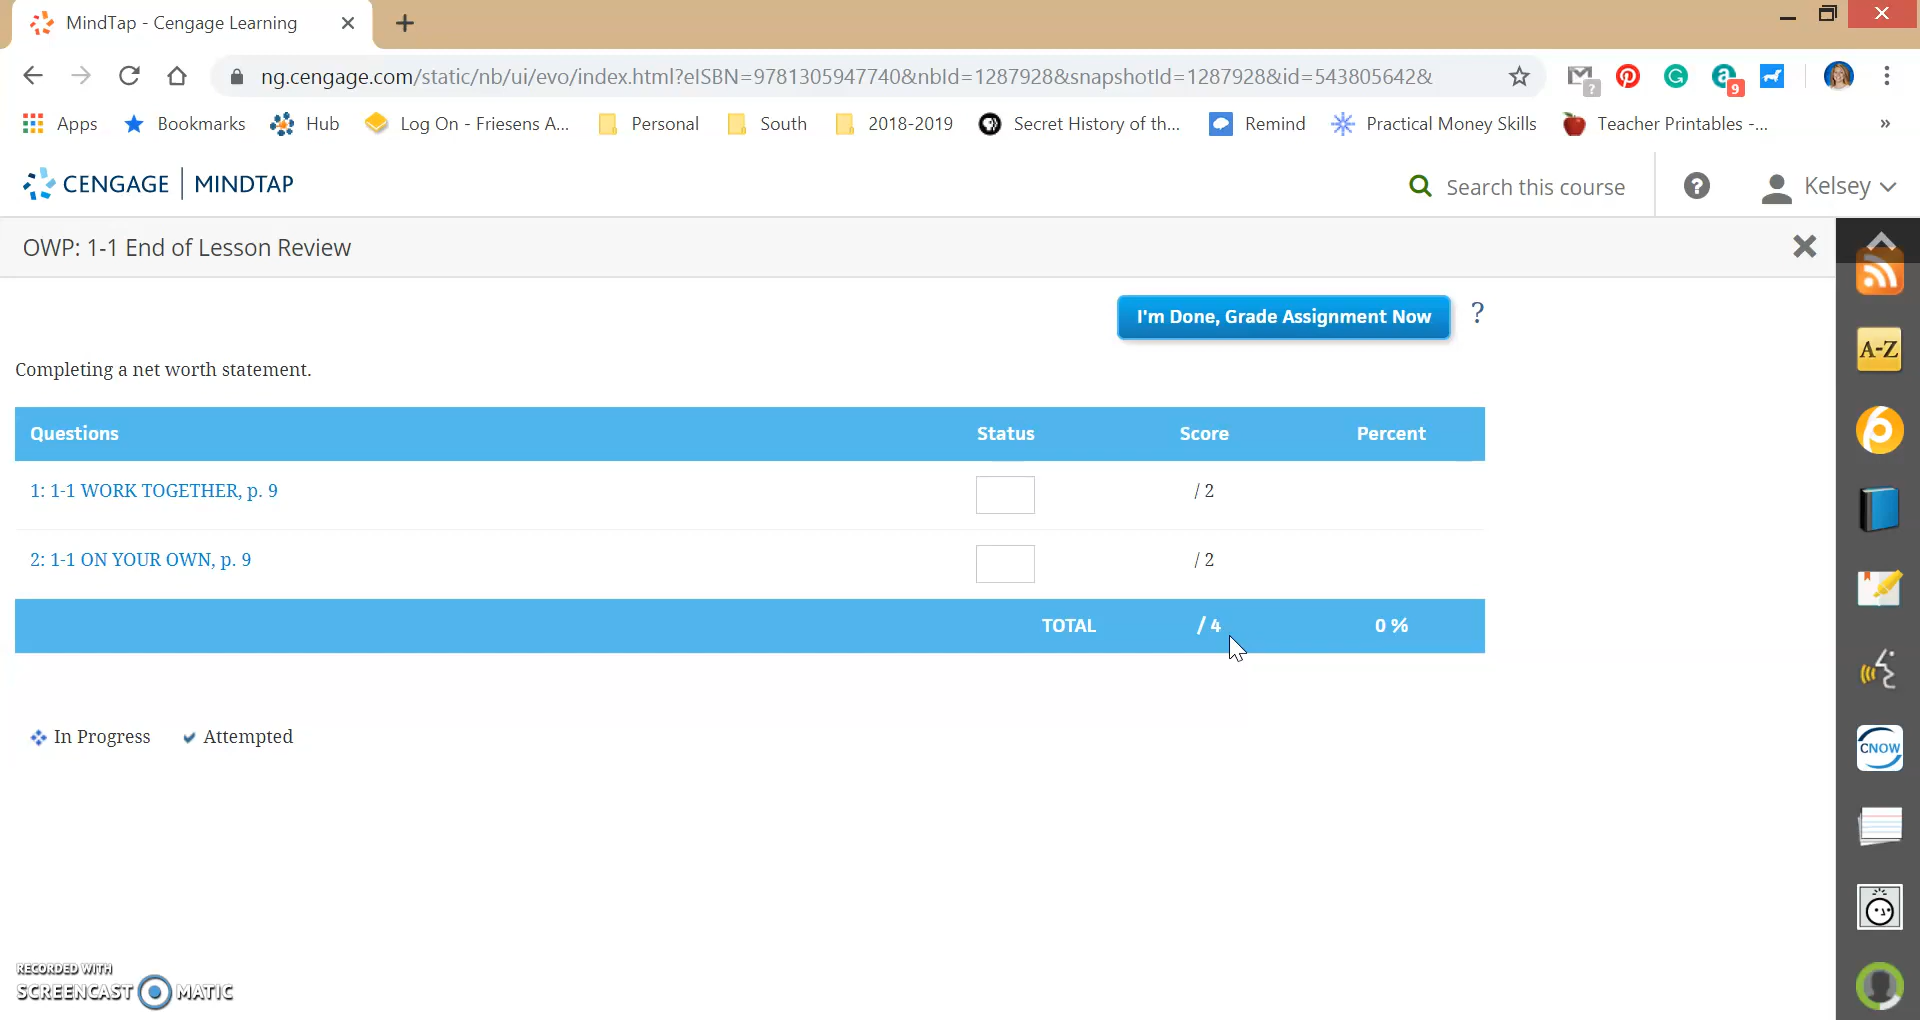 MindTap - Cengage Learning
ng.cengage.com/static/nb/ui/evo/index.html?eISBN=9781305947740&nbId=1287928&snapshotId=1287928&id=543805642&
?
9
Apps
Bookmarks
Hub
Log On - Friesens A...
Personal
South
2018-2019
Secret History of th...
Remind
Practical Money Skills
Teacher Printables -...
»
CENGAGE | MINDTAP
Search this course
?
Kelsey
OWP: 1-1 End of Lesson Review
I'm Done, Grade Assignment Now
?
A-Z
Completing a net worth statement.
Questions Status Score Percent
1: 1-1 WORK TOGETHER, p. 9 / 2
2: 1-1 ON YOUR OWN, p. 9 / 2
TOTAL / 4 0 %
In Progress Attempted
CNOW
RECORDED WITH
SCREENCAST MATIC